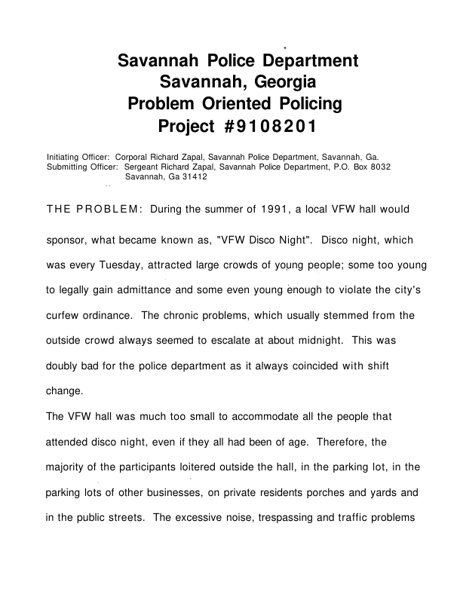 Savannah Police Department
Savannah, Georgia
Problem Oriented Policing
Project #9108201
Initiating Officer: Corporal Richard Zapal, Savannah Police Department, Savannah, Ga.
Submitting Officer: Sergeant Richard Zapal, Savannah Police Department, P.O. Box 8032
Savannah, Ga 31412
THE PROBLEM: During the summer of 1991, a local VFW hall would
sponsor, what became known as, "VFW Disco Night". Disco night, which
was every Tuesday, attracted large crowds of young people; some too young
to legally gain admittance and some even young enough to violate the city's
curfew ordinance. The chronic problems, which usually stemmed from the
outside crowd always seemed to escalate at about midnight. This was
doubly bad for the police department as it always coincided with shift
change.
The VFW hall was much too small to accommodate all the people that
attended disco night, even if they all had been of age. Therefore, the
majority of the participants loitered outside the hall, in the parking lot, in the
parking lots of other businesses, on private residents porches and yards and
in the public streets. The excessive noise, trespassing and traffic problems